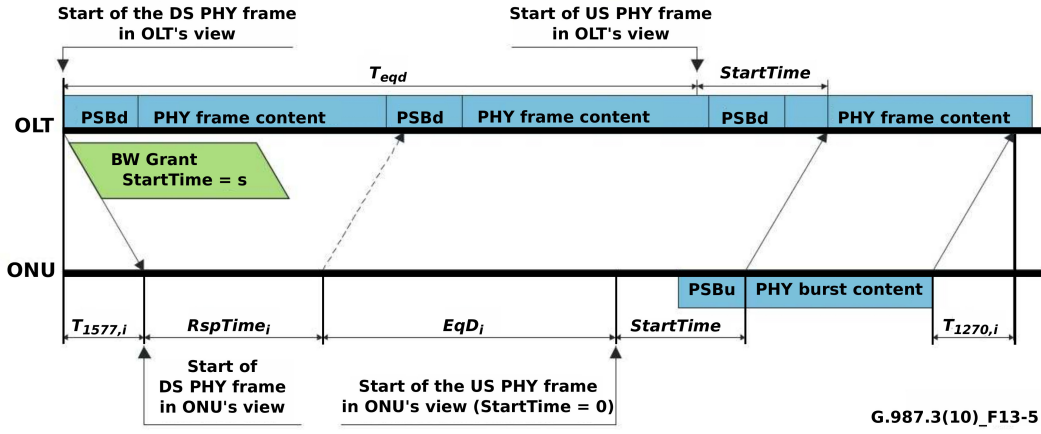 Start of the DS PHY frame
in OLT's view
Start of US PHY frame
in OLT's view
Teqd
StartTime
PSBd
PHY frame content
PSBd
PHY frame content
PSBd
PHY frame content
OLT
BW Grant
StartTime = s
ONU
PSBu
PHY burst content
T1577,i
RspTimei
EqDi
StartTime
T1270,i
Start of
DS PHY frame
in ONU's view
Start of the US PHY frame
in ONU's view (StartTime = 0)
G.987.3(10)_F13-5